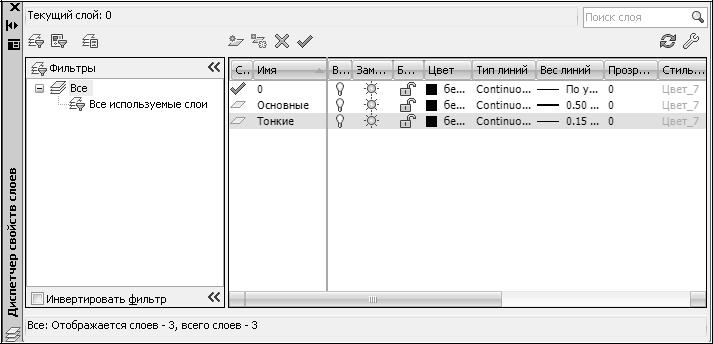 Текущий слой: 0
Поиск слоя
Фильтры
Все
Все используемые слои
С.. Имя В... Зам... Б... Цвет Тип линий Вес линий Прозр... Стиль...
0 бе... Continuo... По у... 0 Цвет_7
Основные бе... Continuo... 0.50 ... 0 Цвет_7
Тонкие бе... Continuo... 0.15 ... 0 Цвет_7
Инвертировать фильтр
Все: Отображается слоев - 3, всего слоев - 3
Диспетчер свойств слоев